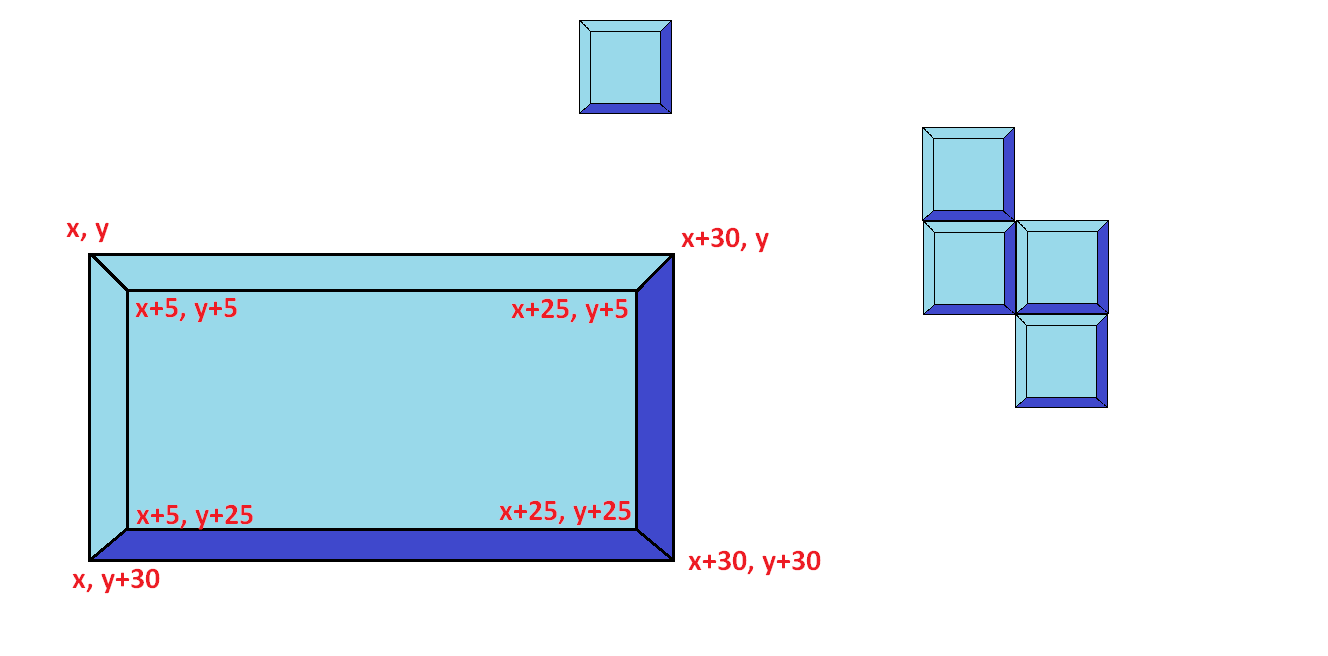 x, y
x+30, y
x+5, y+5
x+25, y+5
x+5, y+25
x+25, y+25
x, y+30
x+30, y+30